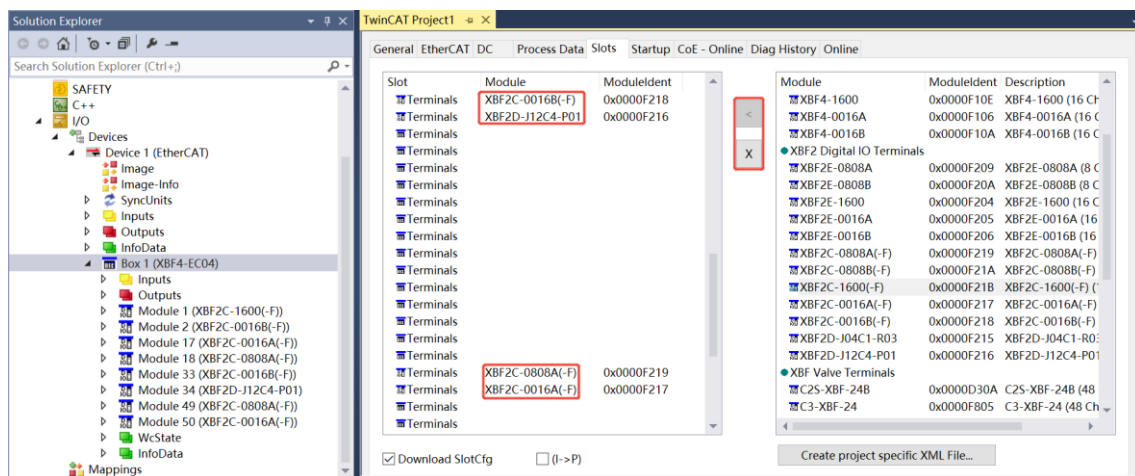 Solution Explorer
Search Solution Explorer (Ctrl+;)
SAFETY
C++
I/O
Devices
Device 1 (EtherCAT)
Image
Image-Info
SyncUnits
Inputs
Outputs
InfoData
Box 1 (XBF4-EC04)
Inputs
Outputs
Module 1 (XBF2C-1600(-F))
Module 2 (XBF2C-0016B(-F))
Module 17 (XBF2C-0016A(-F))
Module 18 (XBF2C-0808A(-F))
Module 33 (XBF2C-0016B(-F))
Module 34 (XBF2D-J12C4-P01)
Module 49 (XBF2C-0808A(-F))
Module 50 (XBF2C-0016A(-F))
WcState
InfoData
Mappings
TwinCAT Project1
General EtherCAT DC Process Data Slots Startup CoE - Online Diag History Online
Slot Module ModuleIdent
Terminals XBF2C-0016B(-F) 0x0000F218
Terminals XBF2D-J12C4-P01 0x0000F216
Terminals
Terminals
Terminals
Terminals
Terminals
Terminals
Terminals
Terminals
Terminals
Terminals
Terminals
Terminals
Terminals
Terminals
Terminals XBF2C-0808A(-F) 0x0000F219
Terminals XBF2C-0016A(-F) 0x0000F217
Terminals
Terminals
<
X
Module ModuleIdent Description
XBF4-1600 0x0000F10E XBF4-1600 (16 Ch
XBF4-0016A 0x0000F106 XBF4-0016A (16 C
XBF4-0016B 0x0000F10A XBF4-0016B (16 C
XBF2 Digital IO Terminals
XBF2E-0808A 0x0000F209 XBF2E-0808A (8 C
XBF2E-0808B 0x0000F20A XBF2E-0808B (8 C
XBF2E-1600 0x0000F204 XBF2E-1600 (16 C
XBF2E-0016A 0x0000F205 XBF2E-0016A (16
XBF2E-0016B 0x0000F206 XBF2E-0016B (16
XBF2C-0808A(-F) 0x0000F219 XBF2C-0808A(-F)
XBF2C-0808B(-F) 0x0000F21A XBF2C-0808B(-F)
XBF2C-1600(-F) 0x0000F21B XBF2C-1600(-F) (
XBF2C-0016A(-F) 0x0000F217 XBF2C-0016A(-F)
XBF2C-0016B(-F) 0x0000F218 XBF2C-0016B(-F)
XBF2D-J04C1-R03 0x0000F215 XBF2D-J04C1-R03
XBF2D-J12C4-P01 0x0000F216 XBF2D-J12C4-P01
XBF Valve Terminals
C2S-XBF-24B 0x0000D30A C2S-XBF-24B (48
C3-XBF-24 0x0000F805 C3-XBF-24 (48 Ch
Download SlotCfg (I->P)
Create project specific XML File...